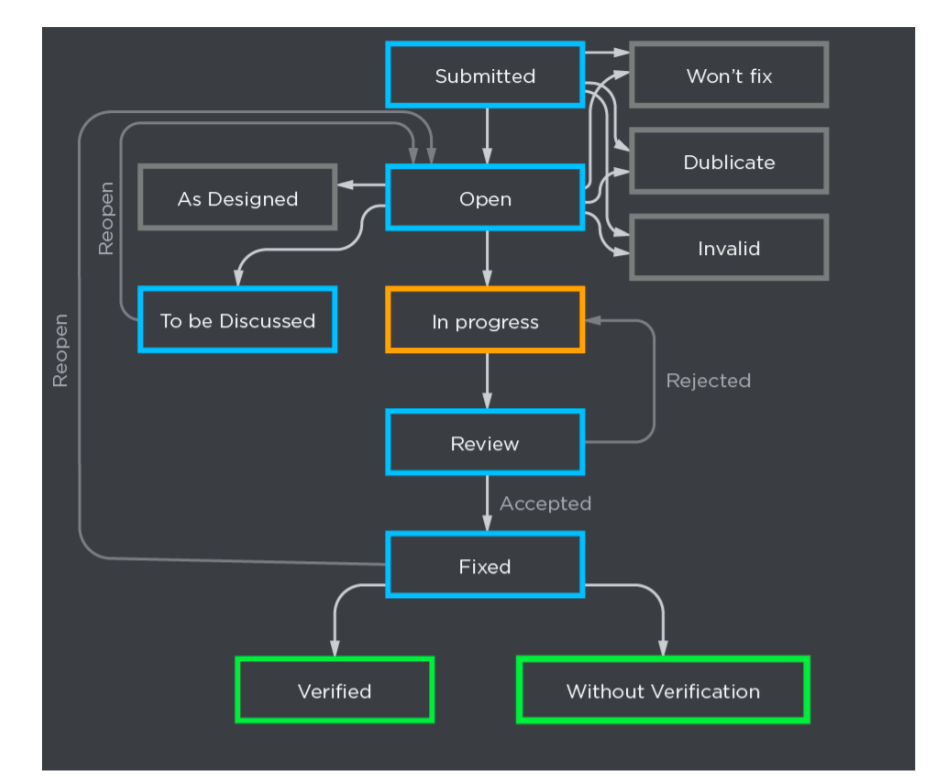 Submitted
Won't fix
Dublicate
As Designed
Open
Invalid
Reopen
To be Discussed
In progress
Reopen
Rejected
Review
Accepted
Fixed
Verified
Without Verification